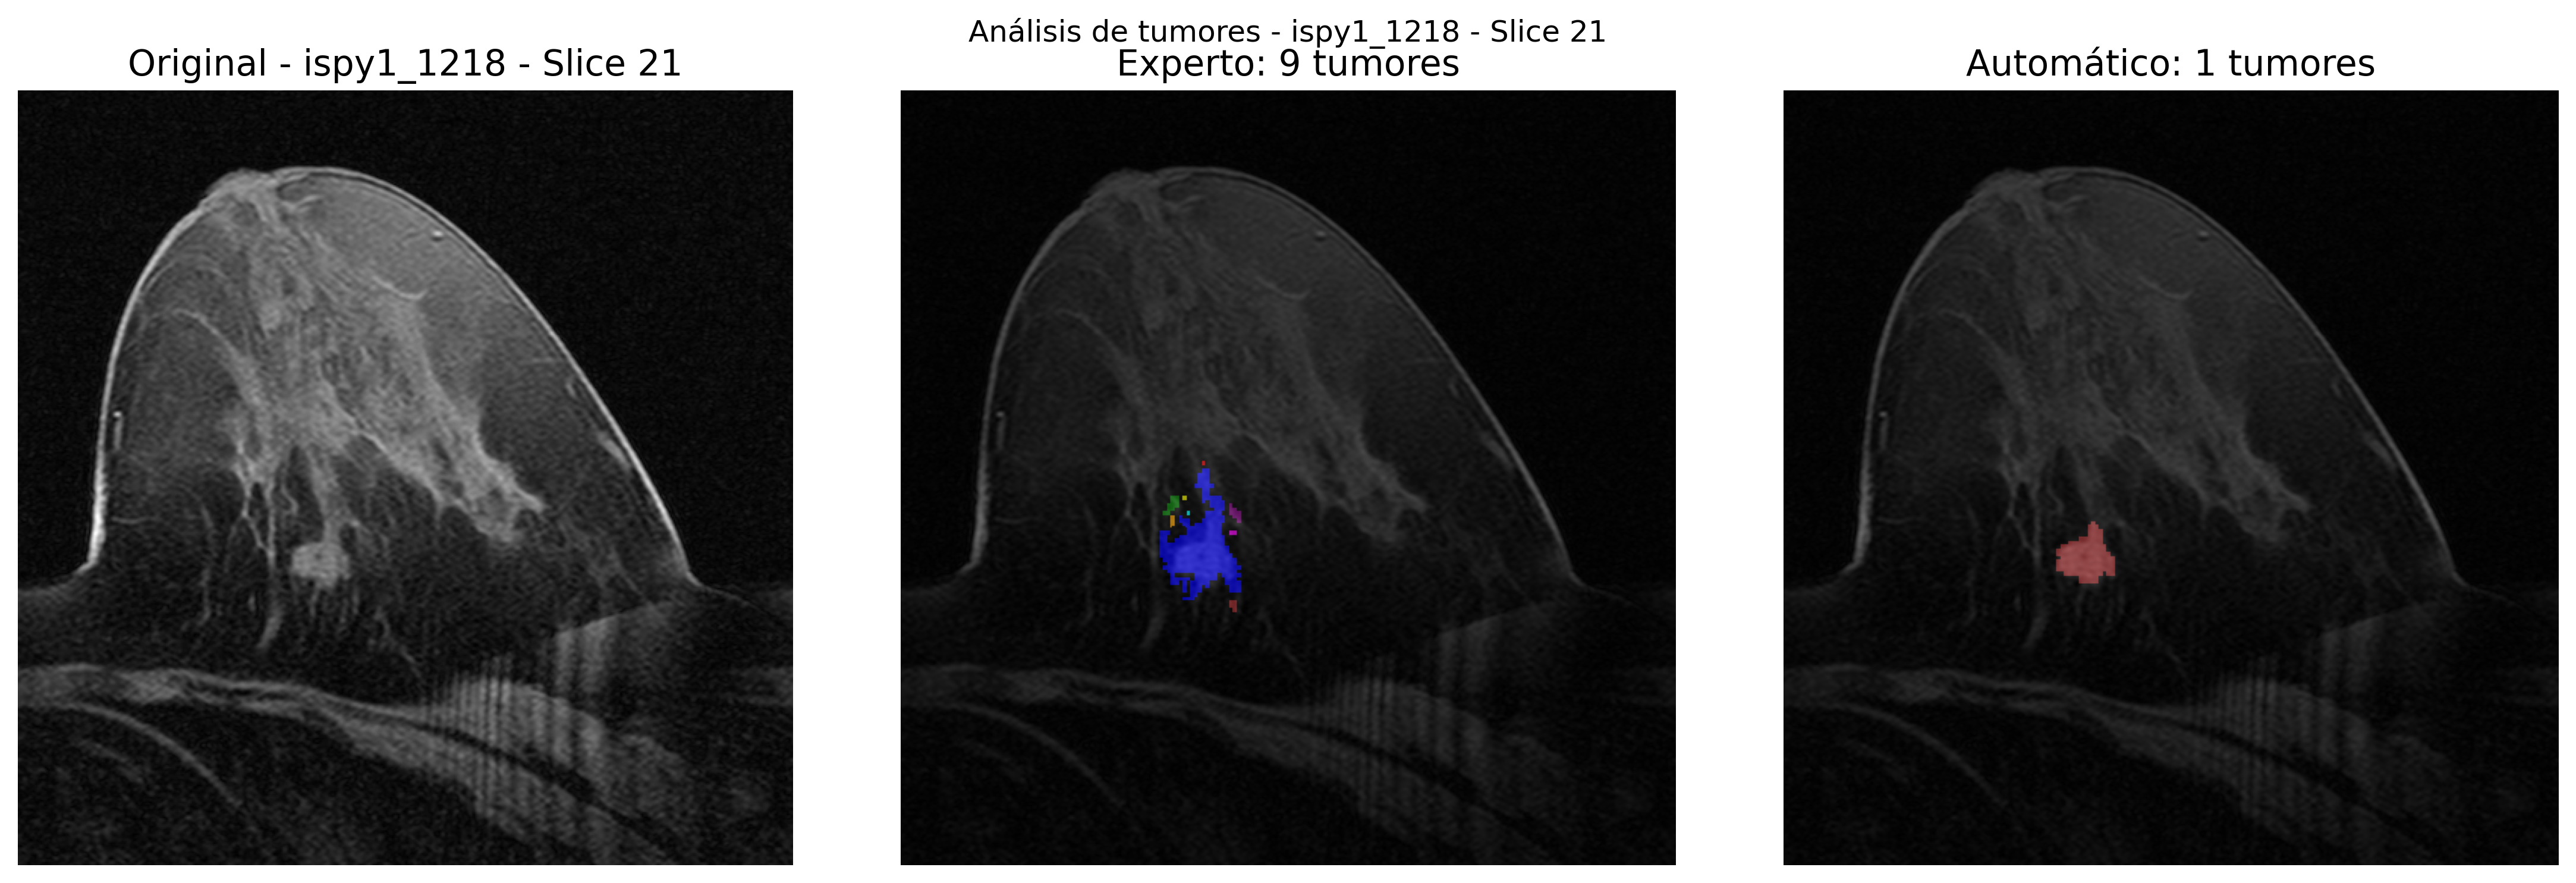 Análisis de tumores - ispy1_1218 - Slice 21
Original - ispy1_1218 - Slice 21
Experto: 9 tumores
Automático: 1 tumores